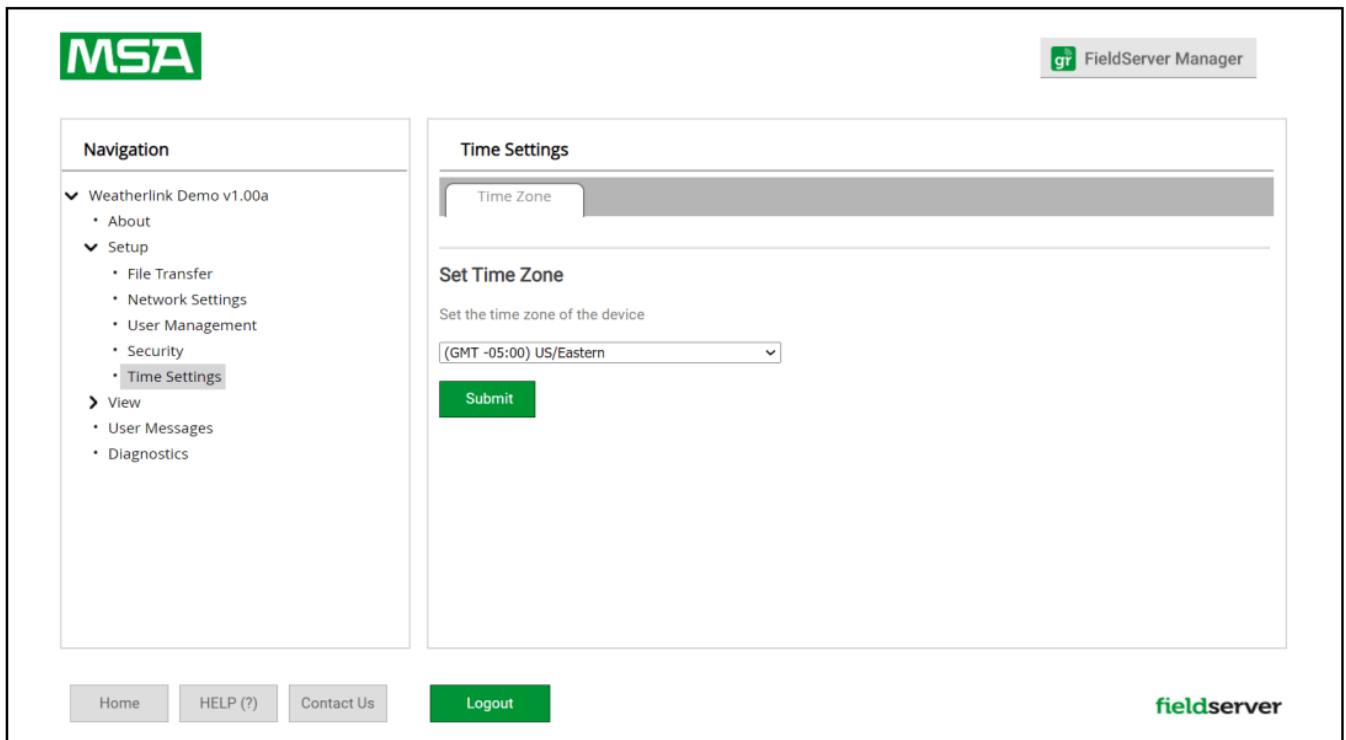 MSA
gr FieldServer Manager
Navigation
Weatherlink Demo v1.00a
About
Setup
File Transfer
Network Settings
User Management
Security
Time Settings
View
User Messages
Diagnostics
Time Settings
Time Zone
Set Time Zone
Set the time zone of the device
(GMT -05:00) US/Eastern
Submit
Home HELP (?) Contact Us Logout
fieldserver